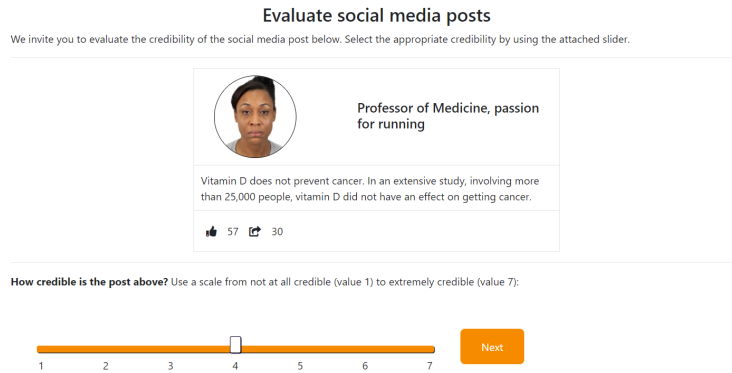 Evaluate social media posts
We invite you to evaluate the credibility of the social media post below. Select the appropriate credibility by using the attached slider.
Professor of Medicine, passion
for running
Vitamin D does not prevent cancer. In an extensive study, involving more
than 25,000 people, vitamin D did not have an effect on getting cancer.
57 30
How credible is the post above? Use a scale from not at all credible (value 1) to extremely credible (value 7):
Next
1 2 3 4 5 6 7